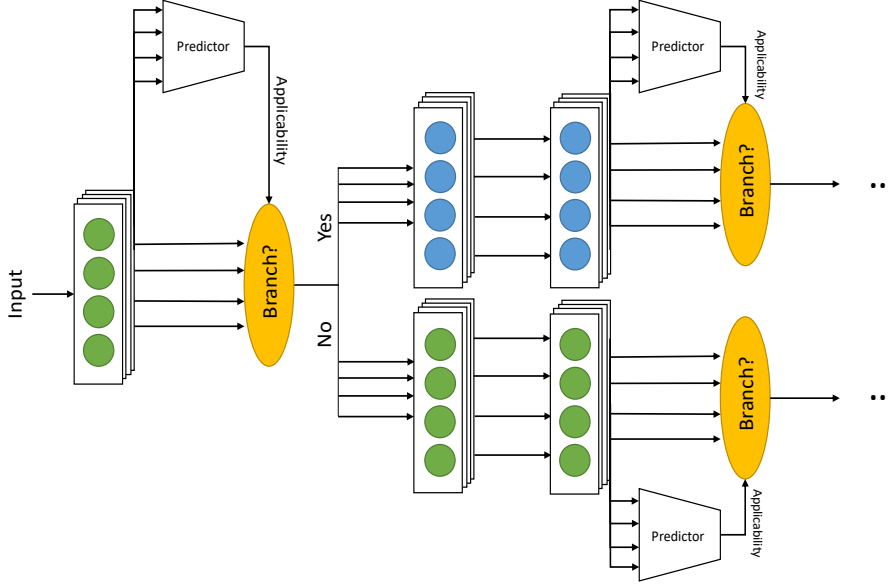 Predictor
Applicability
Input
Branch?
Yes
No
Predictor
Applicability
Branch?
..
Branch?
..
Predictor
Applicability